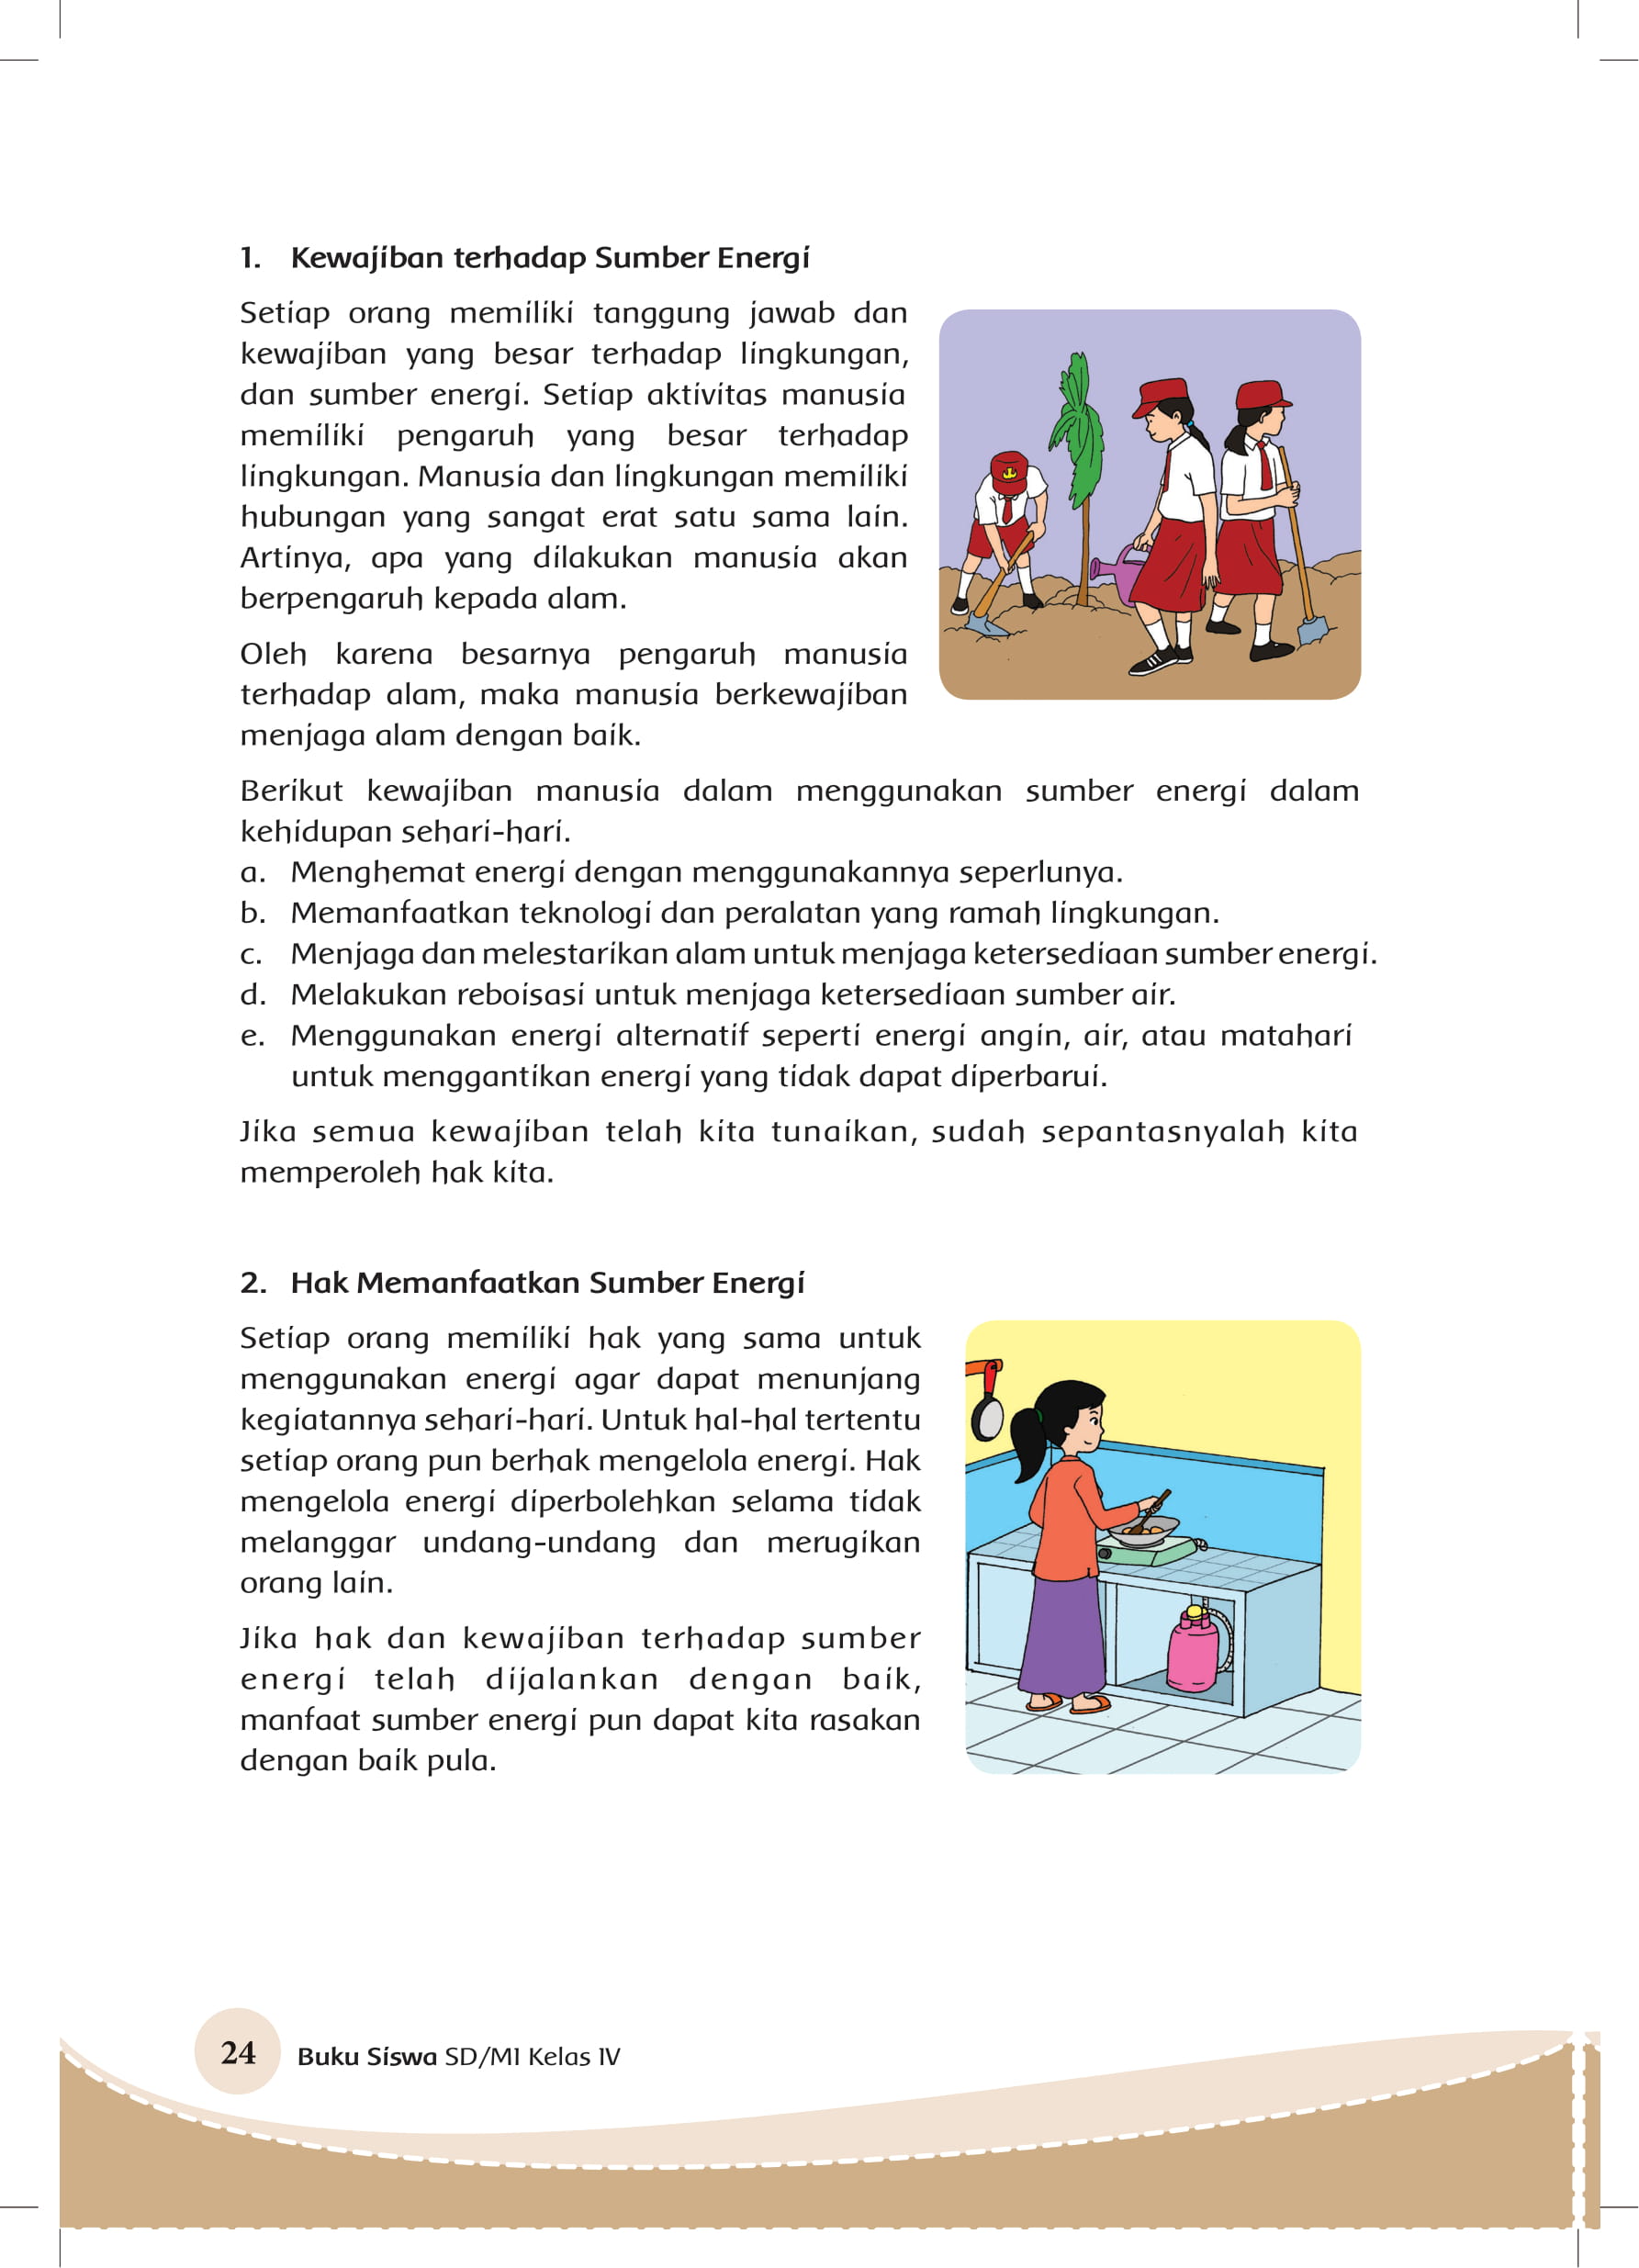 1. Kewajiban terhadap Sumber Energi
Setiap orang memiliki tanggung jawab dan
kewajiban yang besar terhadap lingkungan,
dan sumber energi. Setiap aktivitas manusia
memiliki pengaruh yang besar terhadap
lingkungan. Manusia dan lingkungan memiliki
hubungan yang sangat erat satu sama lain.
Artinya, apa yang dilakukan manusia akan
berpengaruh kepada alam.
Oleh karena besarnya pengaruh manusia
terhadap alam, maka manusia berkewajiban
menjaga alam dengan baik.
Berikut kewajiban manusia dalam menggunakan sumber energi dalam
kehidupan sehari-hari.
a. Menghemat energi dengan menggunakannya seperlunya.
b. Memanfaatkan teknologi dan peralatan yang ramah lingkungan.
c. Menjaga dan melestarikan alam untuk menjaga ketersediaan sumber energi.
d. Melakukan reboisasi untuk menjaga ketersediaan sumber air.
e. Menggunakan energi alternatif seperti energi angin, air, atau matahari
untuk menggantikan energi yang tidak dapat diperbarui.
Jika semua kewajiban telah kita tunaikan, sudah sepantasnyalah kita
memperoleh hak kita.
2. Hak Memanfaatkan Sumber Energi
Setiap orang memiliki hak yang sama untuk
menggunakan energi agar dapat menunjang
kegiatannya sehari-hari. Untuk hal-hal tertentu
setiap orang pun berhak mengelola energi. Hak
mengelola energi diperbolehkan selama tidak
melanggar undang-undang dan merugikan
orang lain.
Jika hak dan kewajiban terhadap sumber
energi telah dijalankan dengan baik,
manfaat sumber energi pun dapat kita rasakan
dengan baik pula.
24 Buku Siswa SD/MI Kelas IV